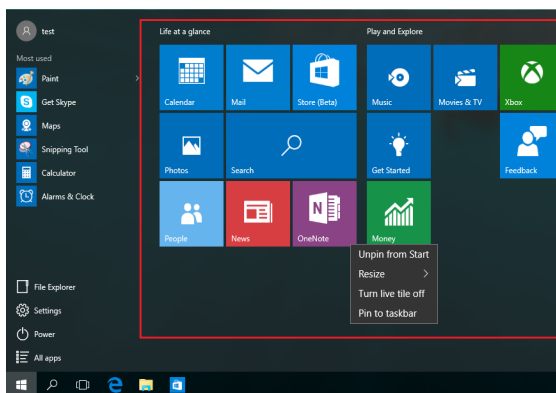 test
Most used
Paint
Get Skype
Maps
Snipping Tool
Calculator
Alarms & Clock
File Explorer
Settings
Power
All apps
Life at a glance
Calendar
Mail
Store (Beta)
Photos
Search
People
News
N
OneNote
Play and Explore
Music
Movies & TV
Xbox
Get Started
Feedback
Money
Unpin from Start
Resize
Turn live tile off
Pin to taskbar